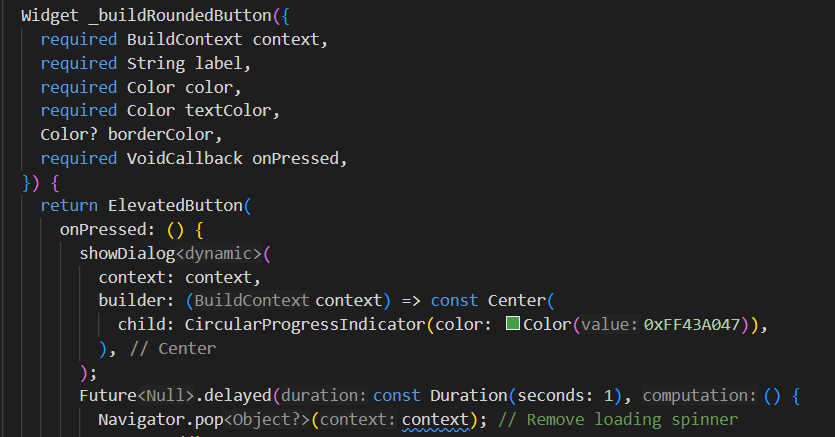 Widget _buildRoundedButton({
required BuildContext context,
required String label,
required Color color,
required Color textColor,
Color? borderColor,
required VoidCallback onPressed,
}) {
return ElevatedButton(
onPressed: () {
showDialog<dynamic>(
context: context,
builder: (BuildContext context) => const Center(
child: CircularProgressIndicator(color: Color(value: 0xFF43A047)),
), // Center
);
Future<Null>.delayed(duration: const Duration(seconds: 1), computation: () {
Navigator.pop<Object?>(context: context); // Remove loading spinner